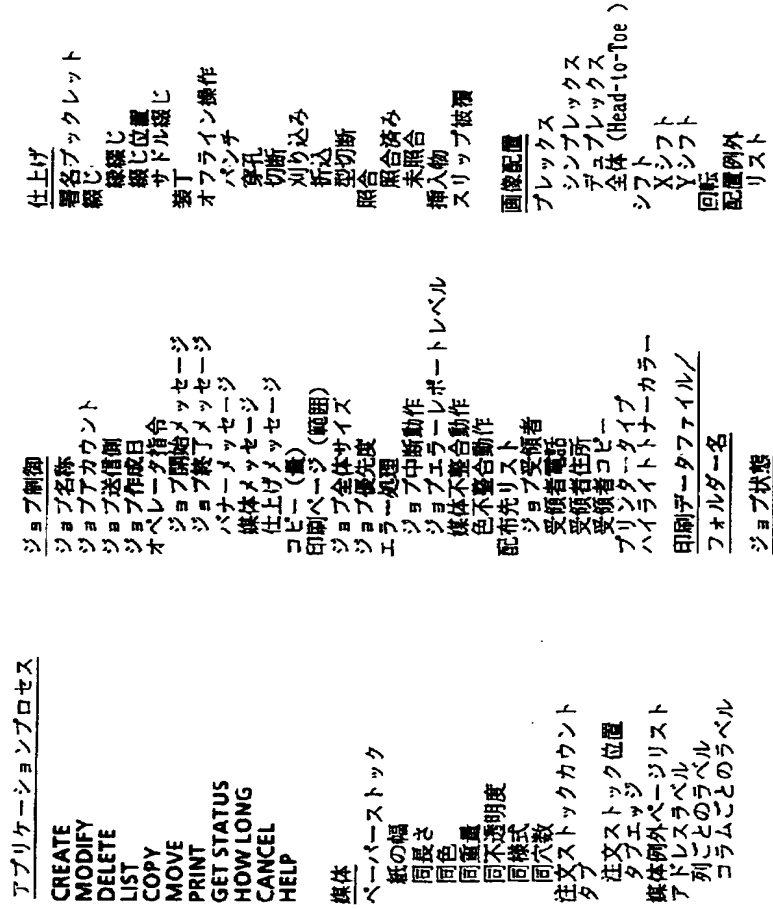 アプリケーションプロセス
CREATE
MODIFY
DELETE
LIST
COPY
MOVE
PRINT
GET STATUS
HOW LONG
CANCEL
HELP
媒体
ペーパーストック
紙の幅
同長さ
同色
同重量
同不透明度
同様式
同穴数
注文ストックカウント
タブ
注文ストック位置
タブエッジ
媒体例外ページリスト
アドレスラベル
列ごとのラベル
コラムごとのラベル
ジョブ制御
ジョブ名称
ジョブアカウント
ジョブ送信側
ジョブ作成日
オペレータ指令
ジョブ開始メッセージ
ジョブ終了メッセージ
バナーメッセージ
媒体メッセージ
仕上げメッセージ
コピー (量)
印刷ページ (範囲)
ジョブ全体サイズ
ジョブ優先度
エラー処理
ジョブ中断動作
ジョブエラーレポートレベル
媒体不整合動作
色不整合動作
配布先リスト
ジョブ受領者
受領者電話
受領者住所
受領者コピー
プリンタータイプ
ハイライトトナーカラー
印刷データファイル/
フォルダー名
ジョブ状態
仕上げ
署名ブックレット
綴じ
縁綴じ
綴じ位置
サドル綴じ
装丁
オフライン操作
パンチ
穿孔
切断
刈り込み
折込
型切断
照合
照合済み
未照合
挿入物
スリップ被覆
画像配置
プレックス
シンプレックス
デュプレックス
全体 (Head-to-Toe )
シフト
Xシフト
Yシフト
回転
配置例外
リスト